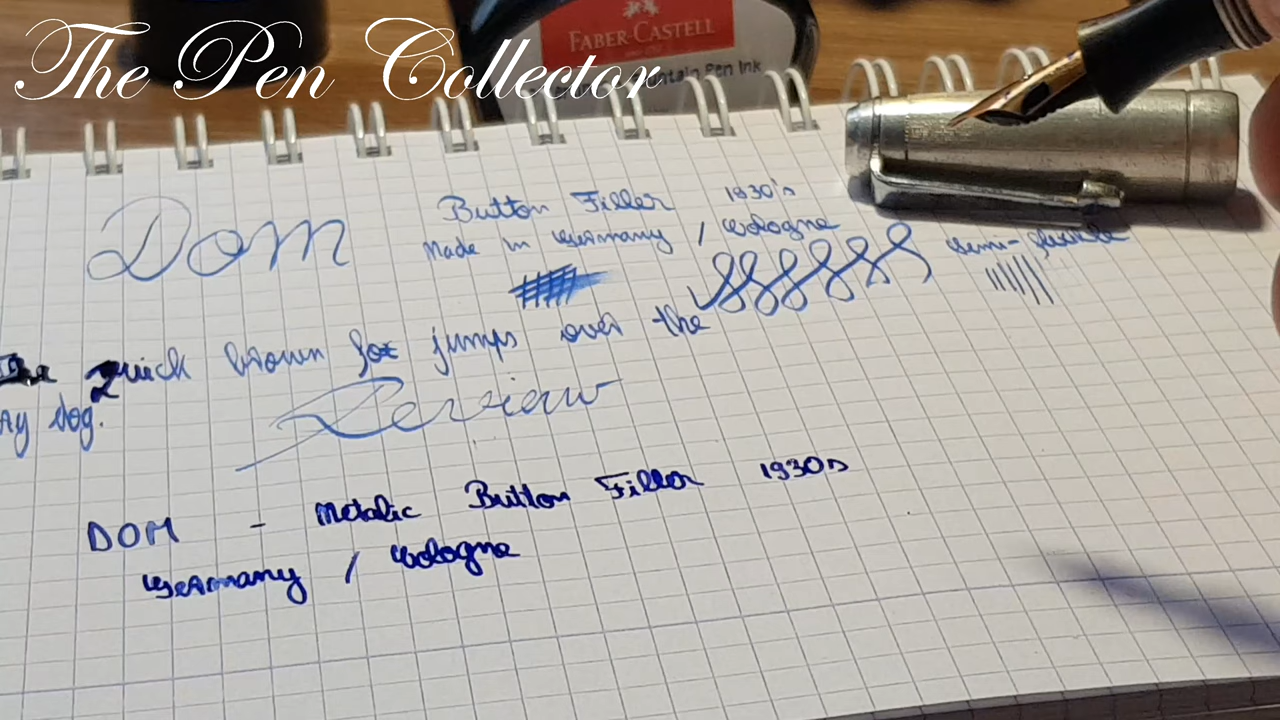 The Pen Collector
FABER-CASTELL
Fountain Pen Ink
Dom
Button Filler 1930's
Made in Germany / Cologne
semi-flexible
The quick brown fox jumps over the
dog.
Review
DOM - Metalic Button Filler 1930s
Germany / Cologne